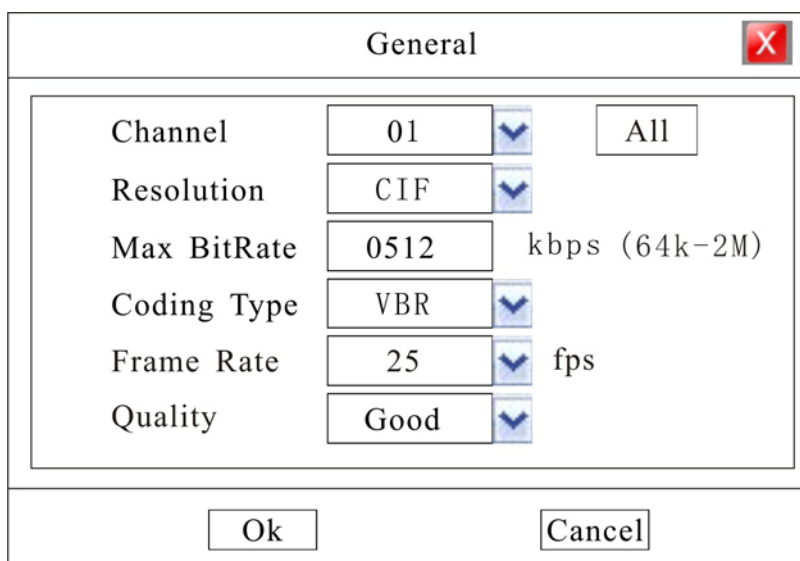 General X
Channel 01 All
Resolution CIF
Max BitRate 0512 kbps (64k-2M)
Coding Type VBR
Frame Rate 25 fps
Quality Good
Ok Cancel